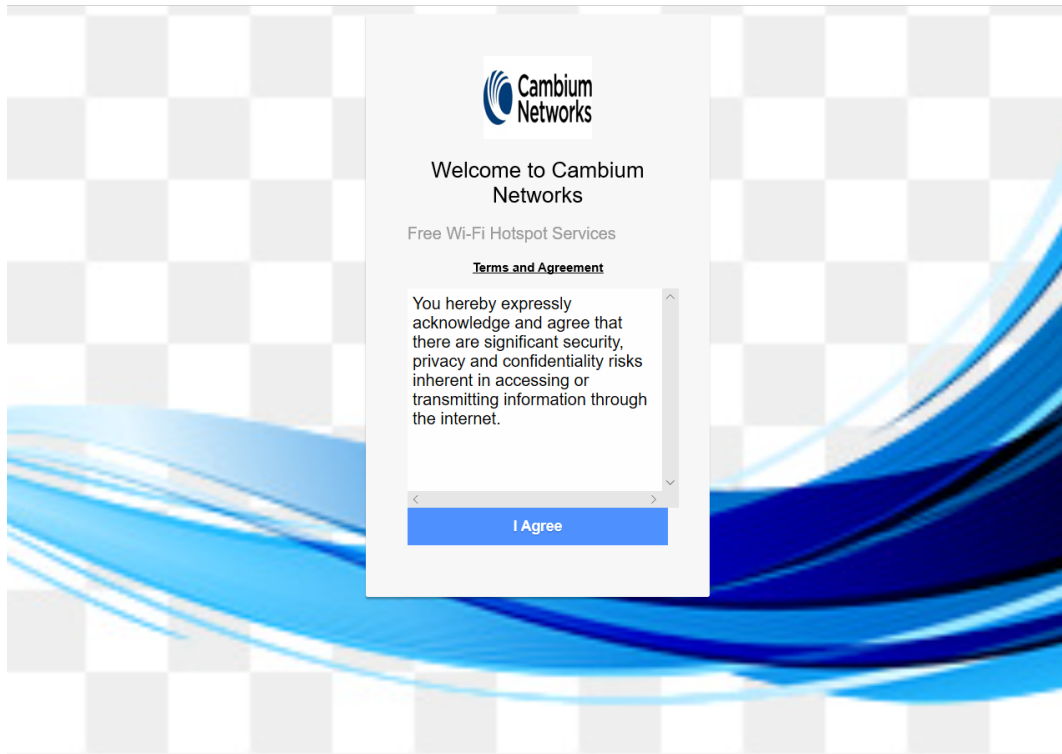 Cambium
Networks
Welcome to Cambium
Networks
Free Wi-Fi Hotspot Services
Terms and Agreement
You hereby expressly
acknowledge and agree that
there are significant security,
privacy and confidentiality risks
inherent in accessing or
transmitting information through
the internet.
I Agree